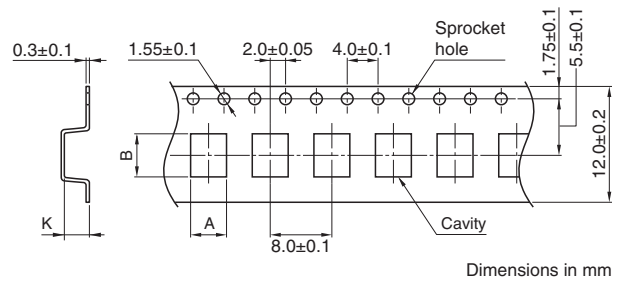 0.3±0.1
1.55±0.1
2.0±0.05
4.0±0.1
Sprocket
hole
1.75±0.1
5.5±0.1
12.0±0.2
B
K
A
8.0±0.1
Cavity
Dimensions in mm